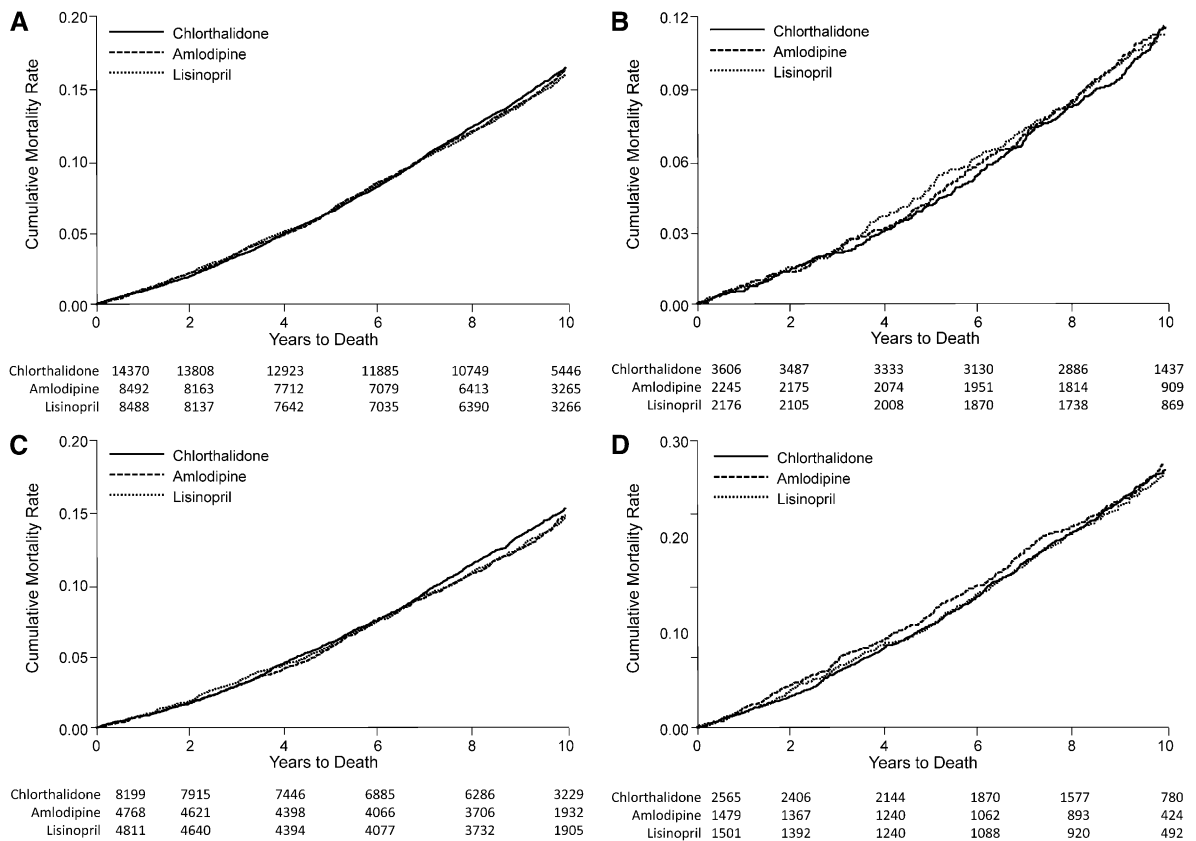 A
Cumulative Mortality Rate
0.20
0.15
0.10
0.05
0.00
Chlorthalidone
Amlodipine
Lisinopril
0 2 4 6 8 10
Years to Death
Chlorthalidone 14370 13808 12923 11885 10749 5446
Amlodipine 8492 8163 7712 7079 6413 3265
Lisinopril 8488 8137 7642 7035 6390 3266
B
Cumulative Mortality Rate
0.12
0.09
0.06
0.03
0.00
Chlorthalidone
Amlodipine
Lisinopril
0 2 4 6 8 10
Years to Death
Chlorthalidone 3606 3487 3333 3130 2886 1437
Amlodipine 2245 2175 2074 1951 1814 909
Lisinopril 2176 2105 2008 1870 1738 869
C
Cumulative Mortality Rate
0.20
0.15
0.10
0.05
0.00
Chlorthalidone
Amlodipine
Lisinopril
0 2 4 6 8 10
Years to Death
Chlorthalidone 8199 7915 7446 6885 6286 3229
Amlodipine 4768 4621 4398 4066 3706 1932
Lisinopril 4811 4640 4394 4077 3732 1905
D
Cumulative Mortality Rate
0.30
0.20
0.10
0.00
Chlorthalidone
Amlodipine
Lisinopril
0 2 4 6 8 10
Years to Death
Chlorthalidone 2565 2406 2144 1870 1577 780
Amlodipine 1479 1367 1240 1062 893 424
Lisinopril 1501 1392 1240 1088 920 492